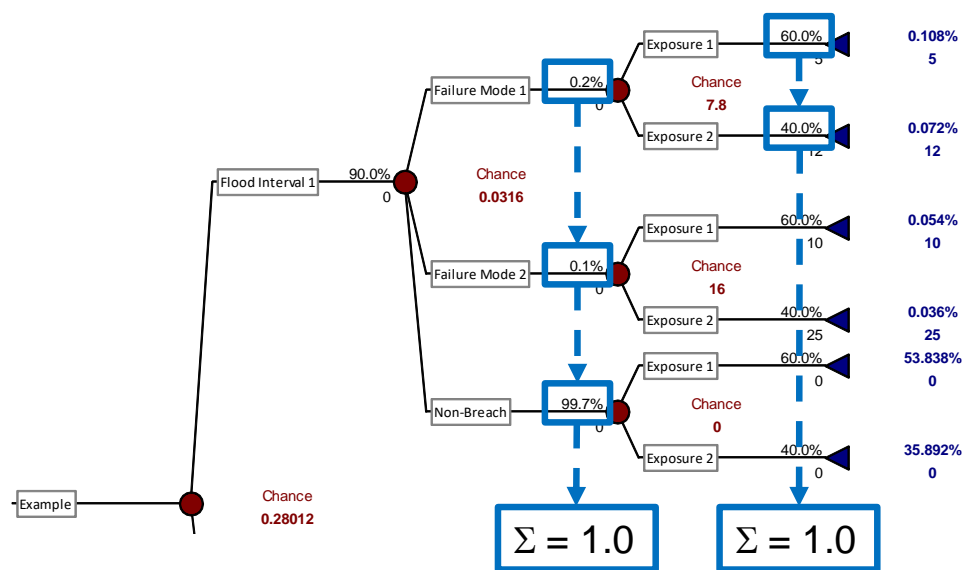 Exposure 1 60.0% 0.108%
5 5
Failure Mode 1 0.2% Chance
0 7.8
Exposure 2 40.0% 0.072%
12 12
Flood Interval 1 90.0% Chance
0 0.0316
Exposure 1 60.0% 0.054%
10 10
Failure Mode 2 0.1% Chance
0 16
Exposure 2 40.0% 0.036%
25 25
Exposure 1 60.0% 53.838%
0 0
Non-Breach 99.7% Chance
0 0
Exposure 2 40.0% 35.892%
0 0
Example Chance
0.28012
Σ = 1.0 Σ = 1.0